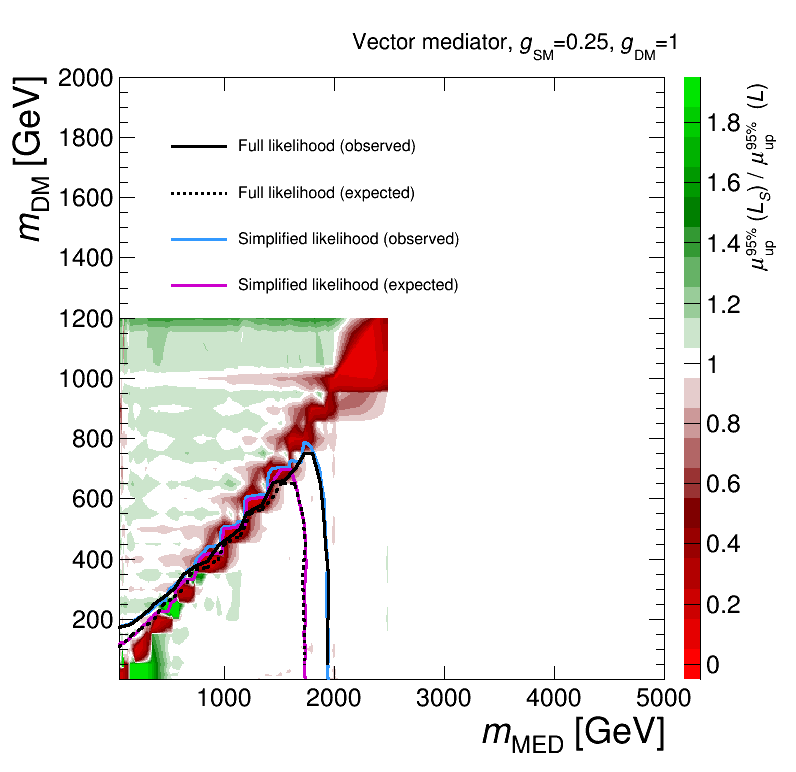 Vector mediator, g_SM=0.25, g_DM=1
m_DM [GeV]
2000
1800
1600
1400
1200
1000
800
600
400
200
Full likelihood (observed)
Full likelihood (expected)
Simplified likelihood (observed)
Simplified likelihood (expected)
1000 2000 3000 4000 5000
m_MED [GeV]
1.8
1.6
1.4
1.2
1
0.8
0.6
0.4
0.2
0
μ_up^95% (L_S) / μ_up^95% (L)